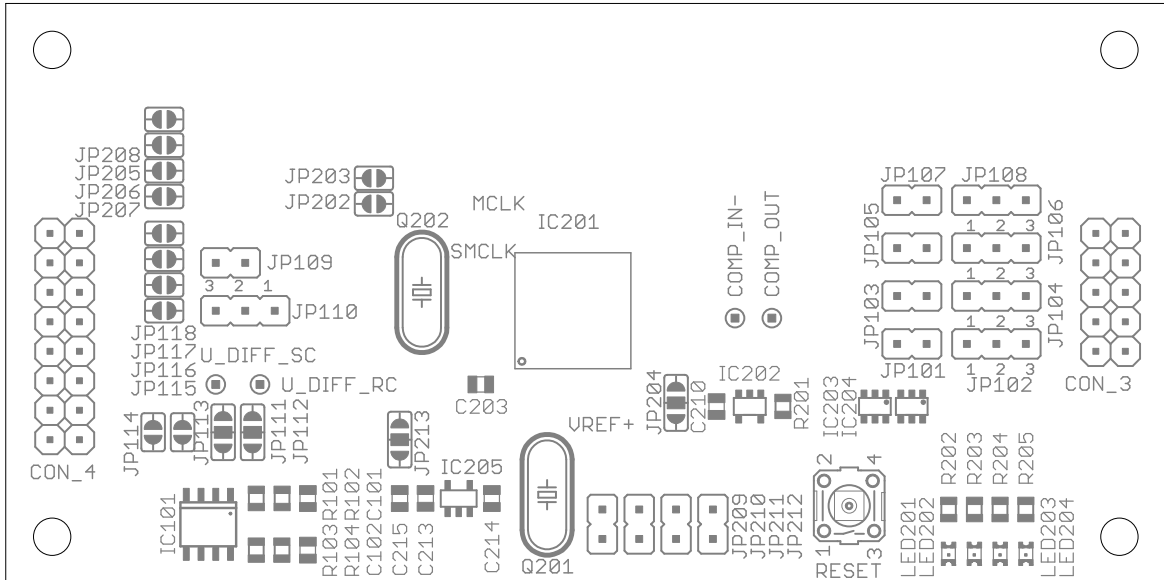 JP208
JP205
JP206
JP207
JP203
JP202
Q202
MCLK
IC201
SMCLK
COMP_IN-
COMP_OUT
JP107
JP108
JP105
JP106
1 2 3
JP109
3 2 1
JP110
JP103
JP104
1 2 3
1 2 3
JP101
1 2 3
JP102
CON_3
JP118
JP117
JP116
JP115
U_DIFF_SC
U_DIFF_RC
C203
JP204
C210
IC202
R201
IC203
IC204
CON_4
JP114
JP113
JP111
JP112
JP213
IC205
VREF+
IC101
R103
R101
R104
R102
C102
C101
C215
C213
C214
Q201
JP209
JP210
JP211
JP212
2 4
1 3
RESET
R202
R203
R204
R205
LED201
LED202
LED203
LED204